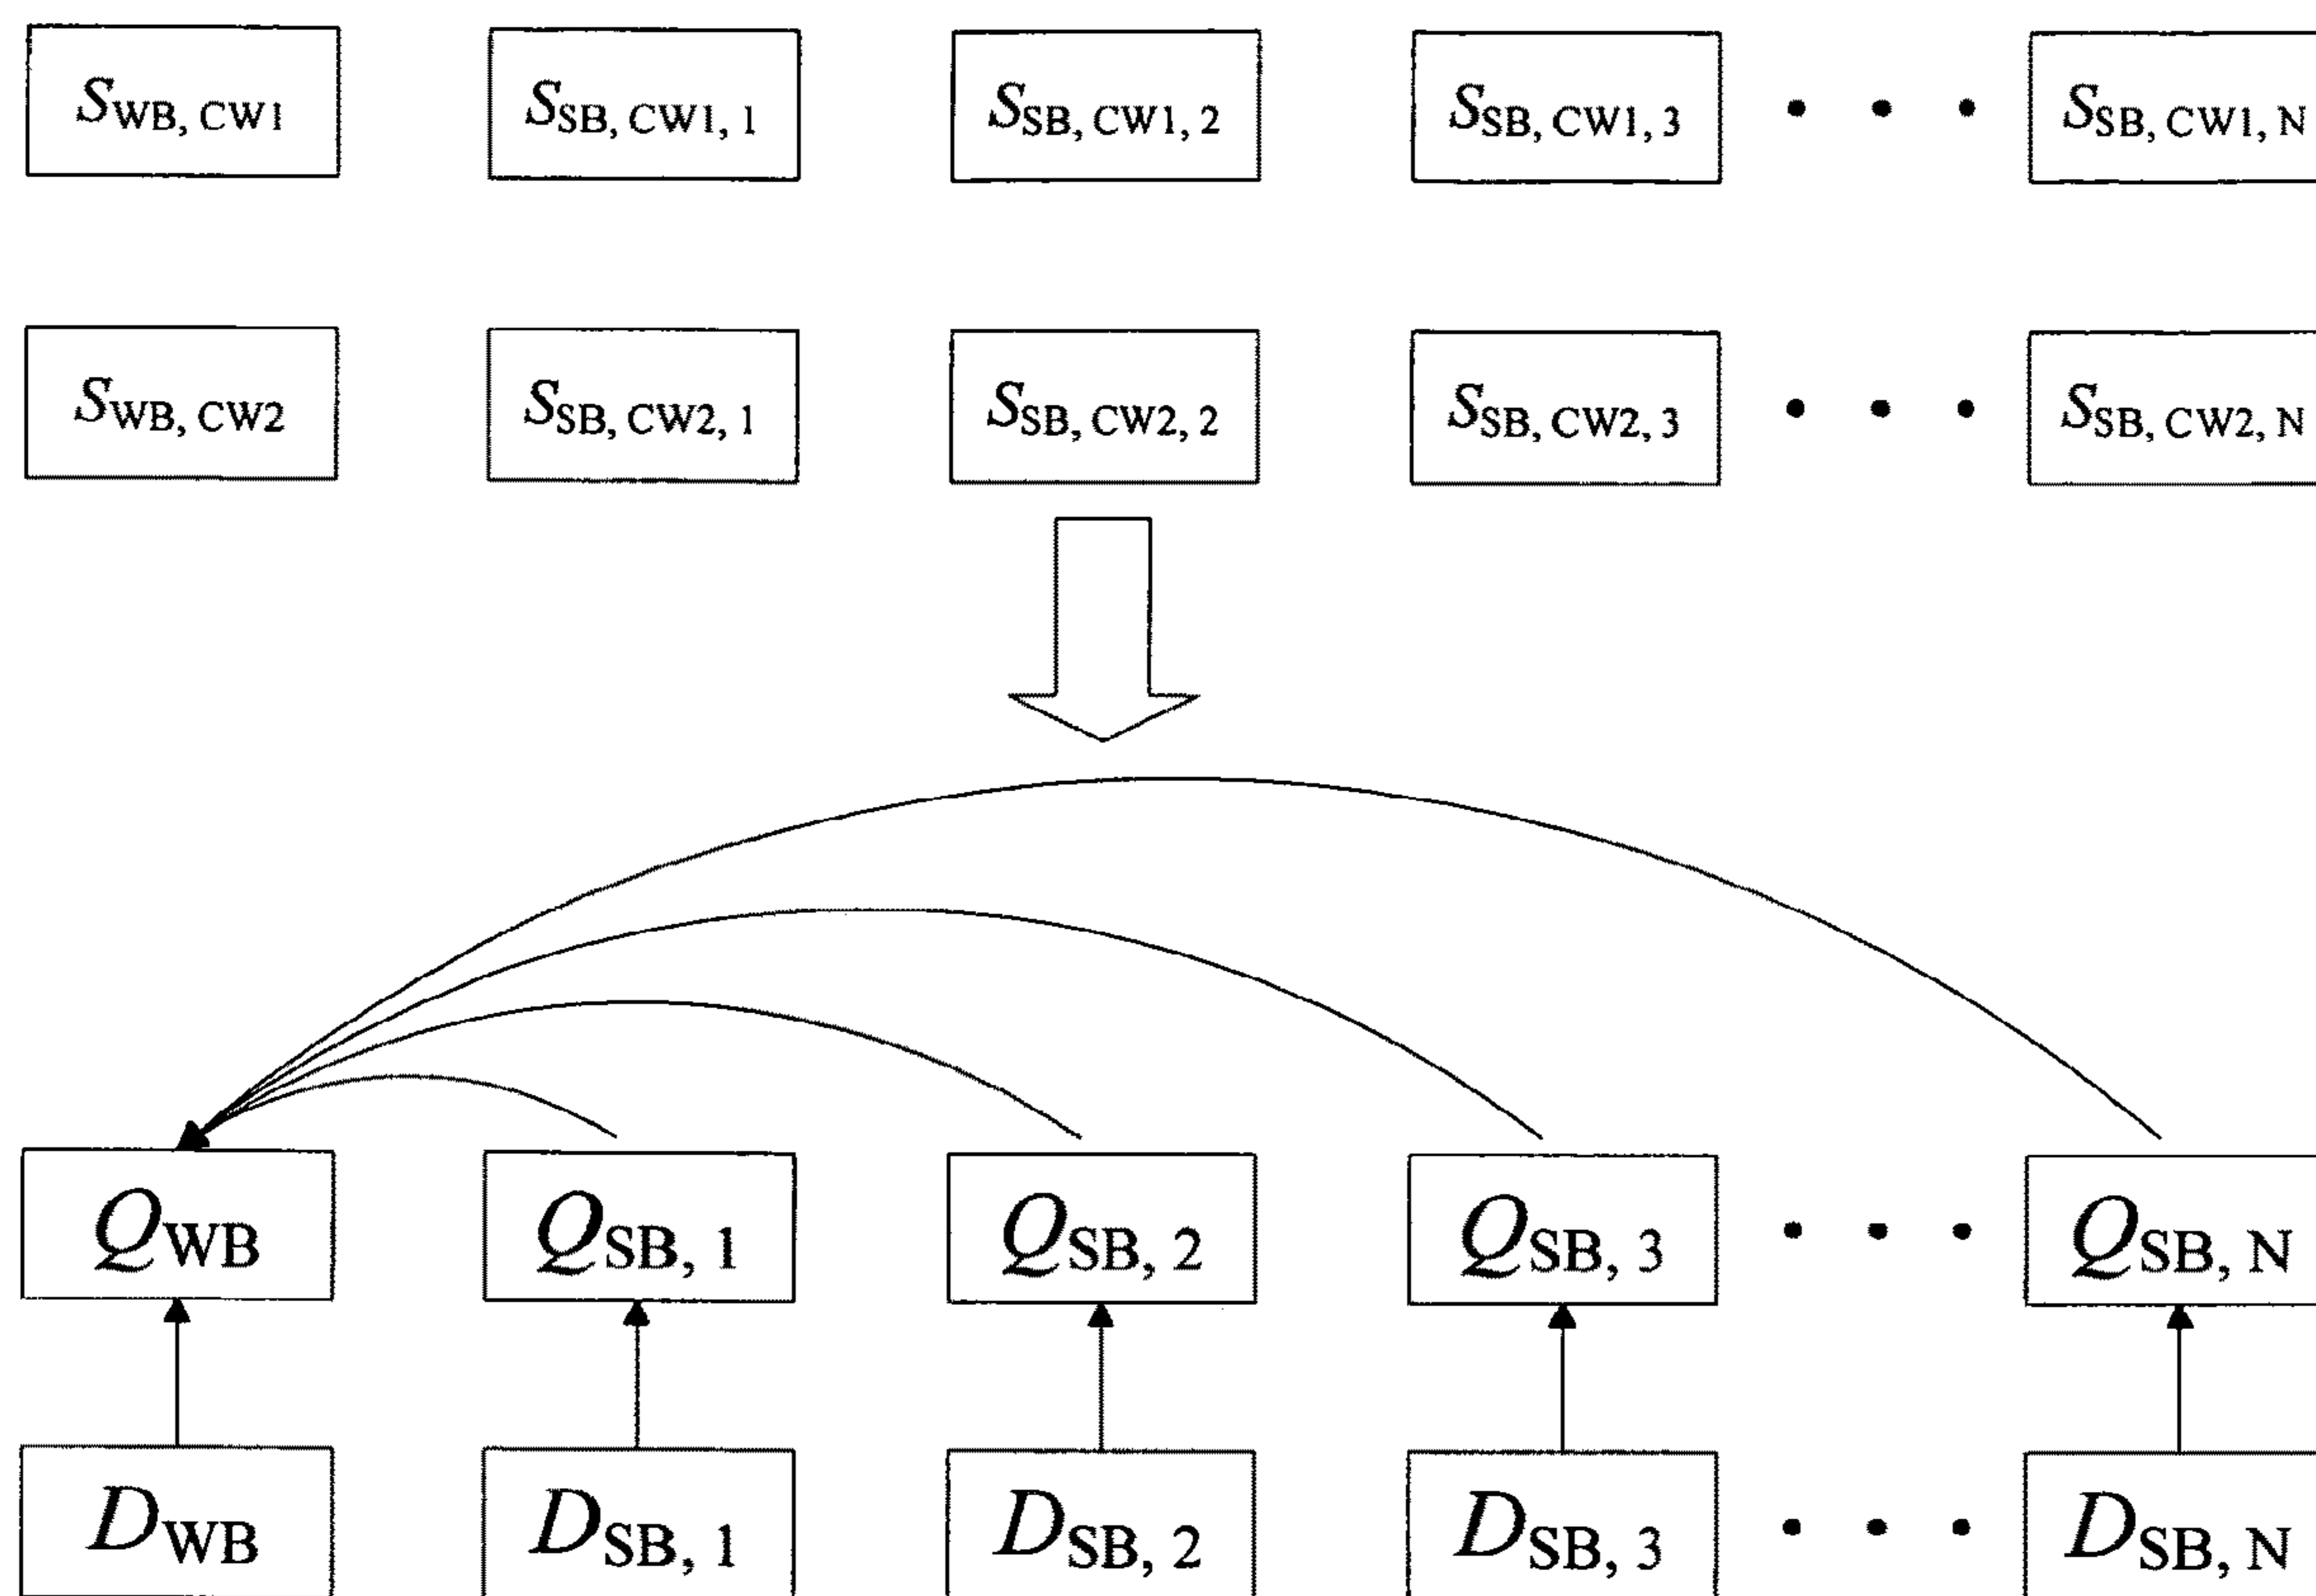 S_WB, CW1 S_SB, CW1, 1 S_SB, CW1, 2 S_SB, CW1, 3 • • • S_SB, CW1, N
S_WB, CW2 S_SB, CW2, 1 S_SB, CW2, 2 S_SB, CW2, 3 • • • S_SB, CW2, N
Q_WB Q_SB, 1 Q_SB, 2 Q_SB, 3 • • • Q_SB, N
D_WB D_SB, 1 D_SB, 2 D_SB, 3 • • • D_SB, N